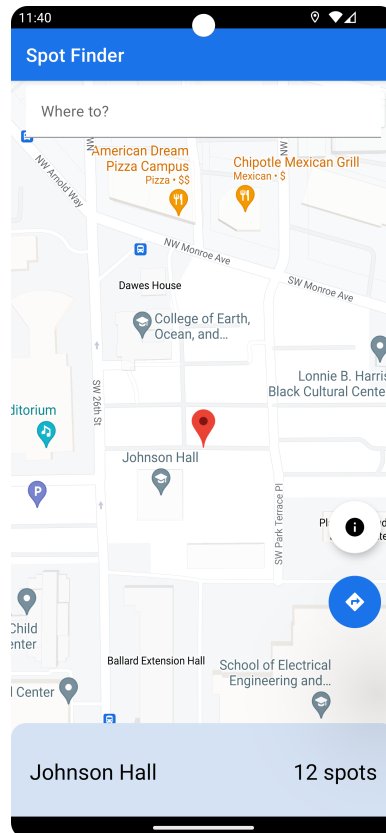 11:40
Spot Finder
Where to?
American Dream
Pizza Campus
Pizza • $$
Chipotle Mexican Grill
Mexican • $
NW
NW Arnold Way
NW Monroe Ave
SW Monroe Ave
Dawes House
College of Earth,
Ocean, and...
Lonnie B. Harris
Black Cultural Cente
ditorium
SW 26th St
Johnson Hall
P
SW Park Terrace Pl
Child
enter
l Center
Ballard Extension Hall
School of Electrical
Engineering and...
Johnson Hall
12 spots